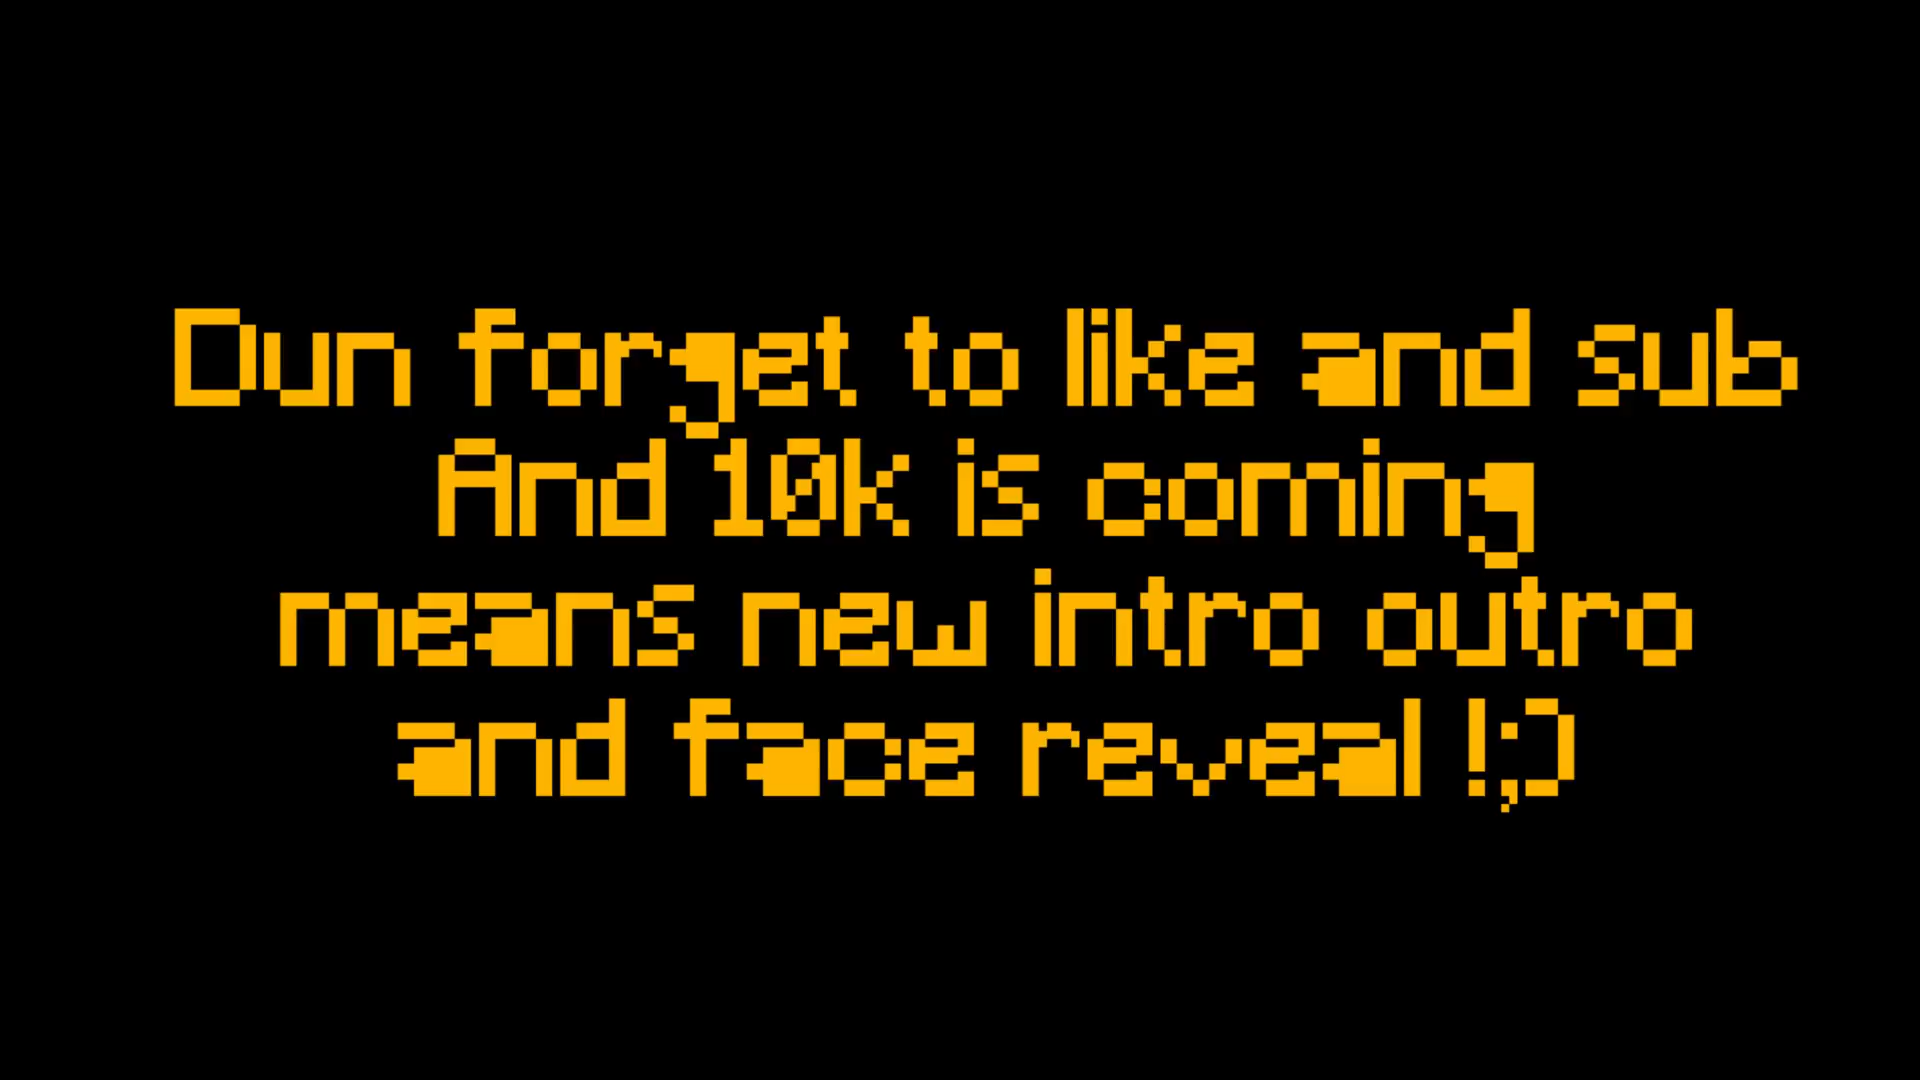 Dun forget to like and sub
And 10k is coming
means new intro outro
and face reveal !;)